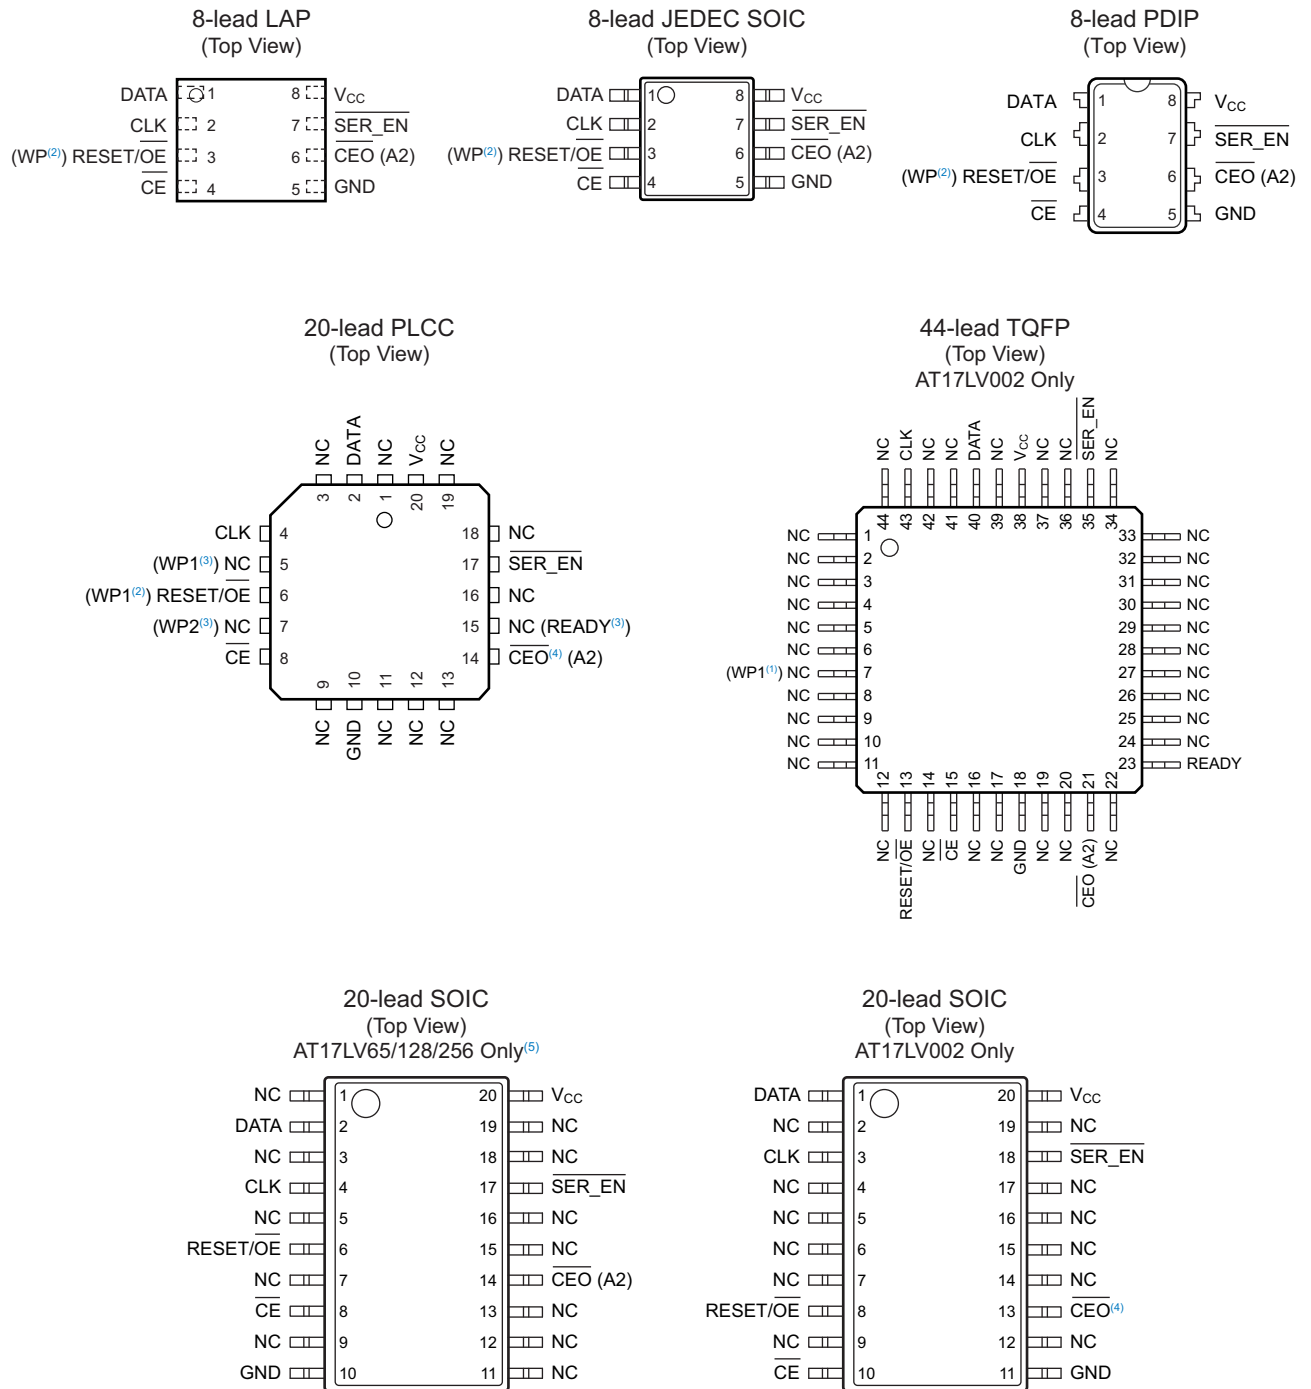 8-lead LAP
(Top View)
DATA 1 8 VCC
CLK 2 7 SER_EN
(WP(2)) RESET/OE 3 6 CEO (A2)
CE 4 5 GND
8-lead JEDEC SOIC
(Top View)
DATA 1 8 VCC
CLK 2 7 SER_EN
(WP(2)) RESET/OE 3 6 CEO (A2)
CE 4 5 GND
8-lead PDIP
(Top View)
DATA 1 8 VCC
CLK 2 7 SER_EN
(WP(2)) RESET/OE 3 6 CEO (A2)
CE 4 5 GND
20-lead PLCC
(Top View)
NC DATA NC VCC NC
3 2 1 20 19
CLK 4 18 NC
(WP1(3)) NC 5 17 SER_EN
(WP1(2)) RESET/OE 6 16 NC
(WP2(3)) NC 7 15 NC (READY(3))
CE 8 14 CEO(4) (A2)
9 10 11 12 13
NC GND NC NC NC
44-lead TQFP
(Top View)
AT17LV002 Only
NC CLK NC NC DATA NC VCC NC NC SER_EN NC
44 43 42 41 40 39 38 37 36 35 34
NC 1 33 NC
NC 2 32 NC
NC 3 31 NC
NC 4 30 NC
NC 5 29 NC
NC 6 28 NC
(WP1(1)) NC 7 27 NC
NC 8 26 NC
NC 9 25 NC
NC 10 24 NC
NC 11 23 READY
12 13 14 15 16 17 18 19 20 21 22
NC RESET/OE NC CE NC NC GND NC NC CEO (A2) NC
20-lead SOIC
(Top View)
AT17LV65/128/256 Only(5)
NC 1 20 VCC
DATA 2 19 NC
NC 3 18 NC
CLK 4 17 SER_EN
NC 5 16 NC
RESET/OE 6 15 NC
NC 7 14 CEO (A2)
CE 8 13 NC
NC 9 12 NC
GND 10 11 NC
20-lead SOIC
(Top View)
AT17LV002 Only
DATA 1 20 VCC
NC 2 19 NC
CLK 3 18 SER_EN
NC 4 17 NC
NC 5 16 NC
NC 6 15 NC
NC 7 14 NC
RESET/OE 8 13 CEO(4)
NC 9 12 NC
CE 10 11 GND